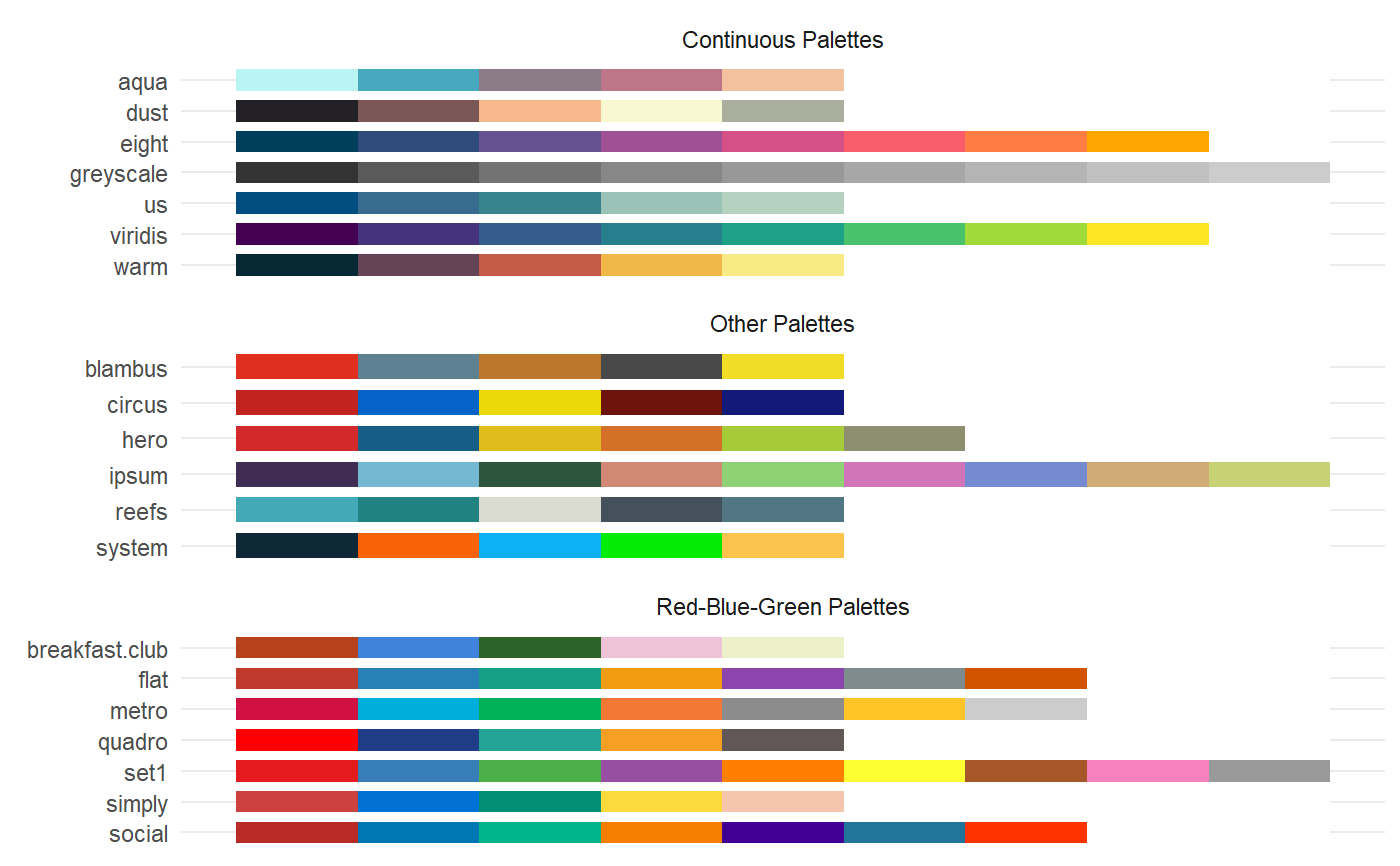 Continuous Palettes
aqua
dust
eight
greyscale
us
viridis
warm
Other Palettes
blambus
circus
hero
ipsum
reefs
system
Red-Blue-Green Palettes
breakfast.club
flat
metro
quadro
set1
simply
social